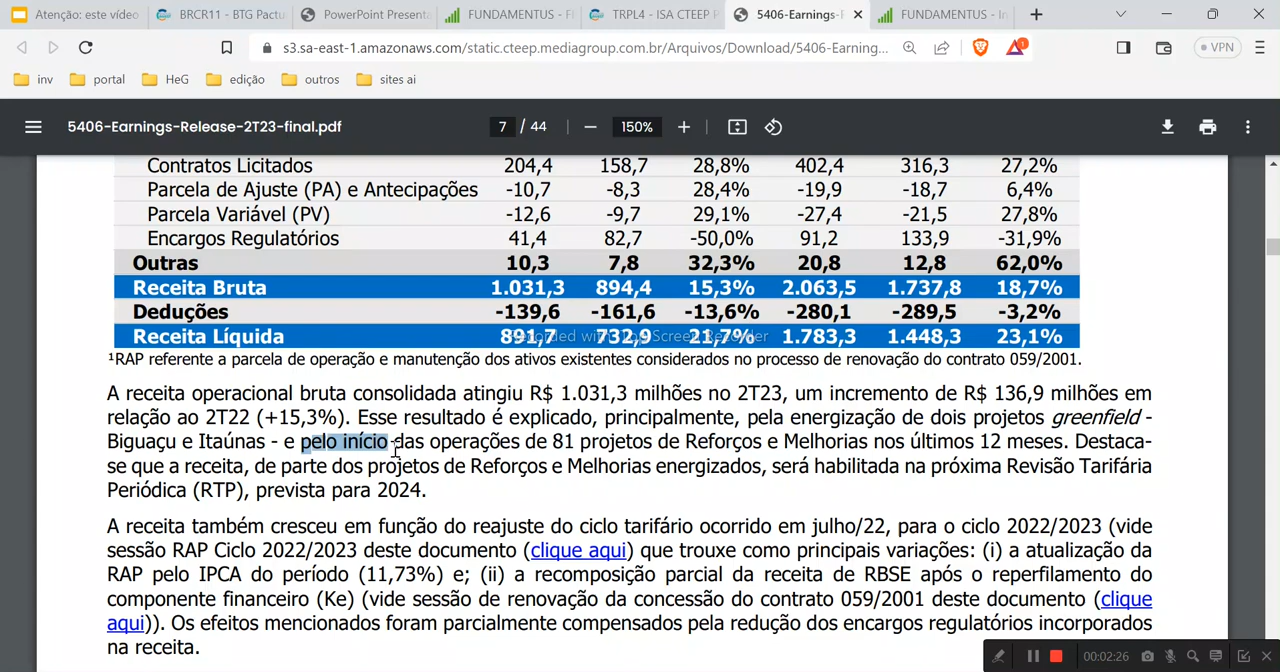 Atenção: este vídeo
BRCR11 - BTG Pactu
PowerPoint Present
FUNDAMENTUS - F
TRPL4 - ISA CTEEP
5406-Earnings-
FUNDAMENTUS - In
VPN
s3.sa-east-1.amazonaws.com/static.cteep.mediagroup.com.br/Arquivos/Download/5406-Earning...
1
inv
portal
HeG
edição
outros
sites ai
5406-Earnings-Release-2T23-final.pdf
7 / 44
150%
Contratos Licitados 204,4 158,7 28,8% 402,4 316,3 27,2%
Parcela de Ajuste (PA) e Antecipações -10,7 -8,3 28,4% -19,9 -18,7 6,4%
Parcela Variável (PV) -12,6 -9,7 29,1% -27,4 -21,5 27,8%
Encargos Regulatórios 41,4 82,7 -50,0% 91,2 133,9 -31,9%
Outras 10,3 7,8 32,3% 20,8 12,8 62,0%
Receita Bruta 1.031,3 894,4 15,3% 2.063,5 1.737,8 18,7%
Deduções -139,6 -161,6 -13,6% -280,1 -289,5 -3,2%
Receita Líquida 891,7 732,9 21,7% 1.783,3 1.448,3 23,1%
¹RAP referente a parcela de operação e manutenção dos ativos existentes considerados no processo de renovação do contrato 059/2001.
A receita operacional bruta consolidada atingiu R$ 1.031,3 milhões no 2T23, um incremento de R$ 136,9 milhões em
relação ao 2T22 (+15,3%). Esse resultado é explicado, principalmente, pela energização de dois projetos greenfield -
Biguaçu e Itaúnas - e pelo início das operações de 81 projetos de Reforços e Melhorias nos últimos 12 meses. Destaca-
se que a receita, de parte dos projetos de Reforços e Melhorias energizados, será habilitada na próxima Revisão Tarifária
Periódica (RTP), prevista para 2024.
A receita também cresceu em função do reajuste do ciclo tarifário ocorrido em julho/22, para o ciclo 2022/2023 (vide
sessão RAP Ciclo 2022/2023 deste documento (clique aqui) que trouxe como principais variações: (i) a atualização da
RAP pelo IPCA do período (11,73%) e; (ii) a recomposição parcial da receita de RBSE após o reperfilamento do
componente financeiro (Ke) (vide sessão de renovação da concessão do contrato 059/2001 deste documento (clique
aqui)). Os efeitos mencionados foram parcialmente compensados pela redução dos encargos regulatórios incorporados
na receita.
00:02:26